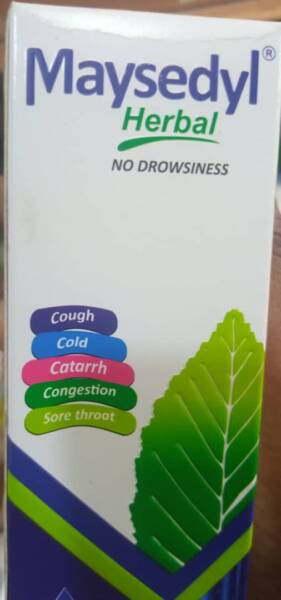 Maysedyl®
Herbal
NO DROWSINESS
Cough
Cold
Catarrh
Congestion
Sore throat